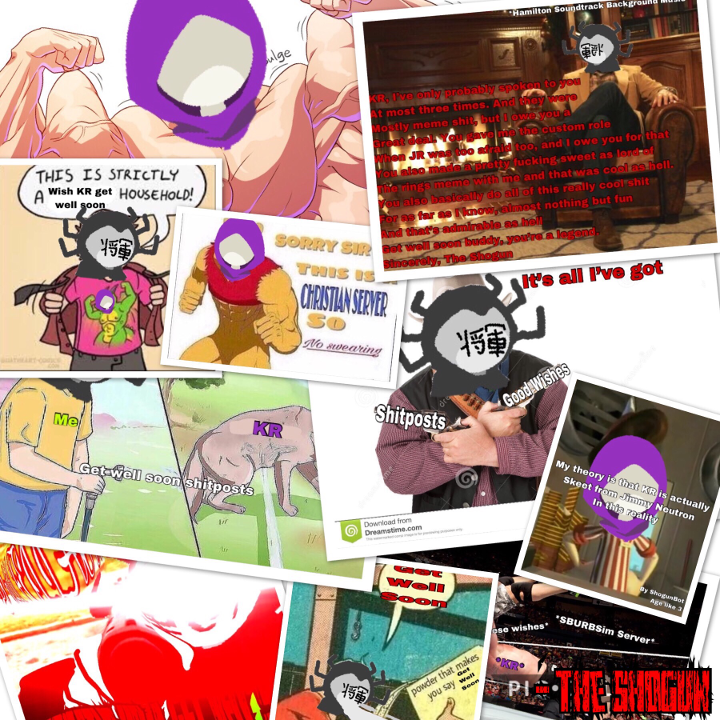 ulge
*Hamilton Soundtrack Background Music*
将軍
KR, I've only probably spoken to you
At most three times. And they were
Mostly meme shit, but I owe you a
Great deal. You gave me the custom role
When JR was too afraid too, and I owe you for that
You also made a pretty fucking sweet as lord of
The rings meme with me and that was cool as hell.
You also basically do all of this really cool shit
For as far as I know, almost nothing but fun
And that's admirable as hell
Get well soon buddy, you're a legend.
Sincerely, The Shogun
THIS IS STRICTLY
A Wish KR get
well soon HOUSEHOLD!
将軍
SORRY SIR
THIS IS
CHRISTIAN SERVER
SO
No swearing
It's all I've got
将軍
Good Wishes
Shitposts
Download from
Dreamstime.com
Me
KR
Get well soon shitposts
My theory is that KR is actually
Skeet from Jimmy Neutron
In this reality
By ShogunBot
Age like 3
Get
Well
Soon
powder that makes
you say Get
Well
Soon
将軍
ose wishes*
*SBURBSim Server*
*KR*
PI
THE SHOGUN